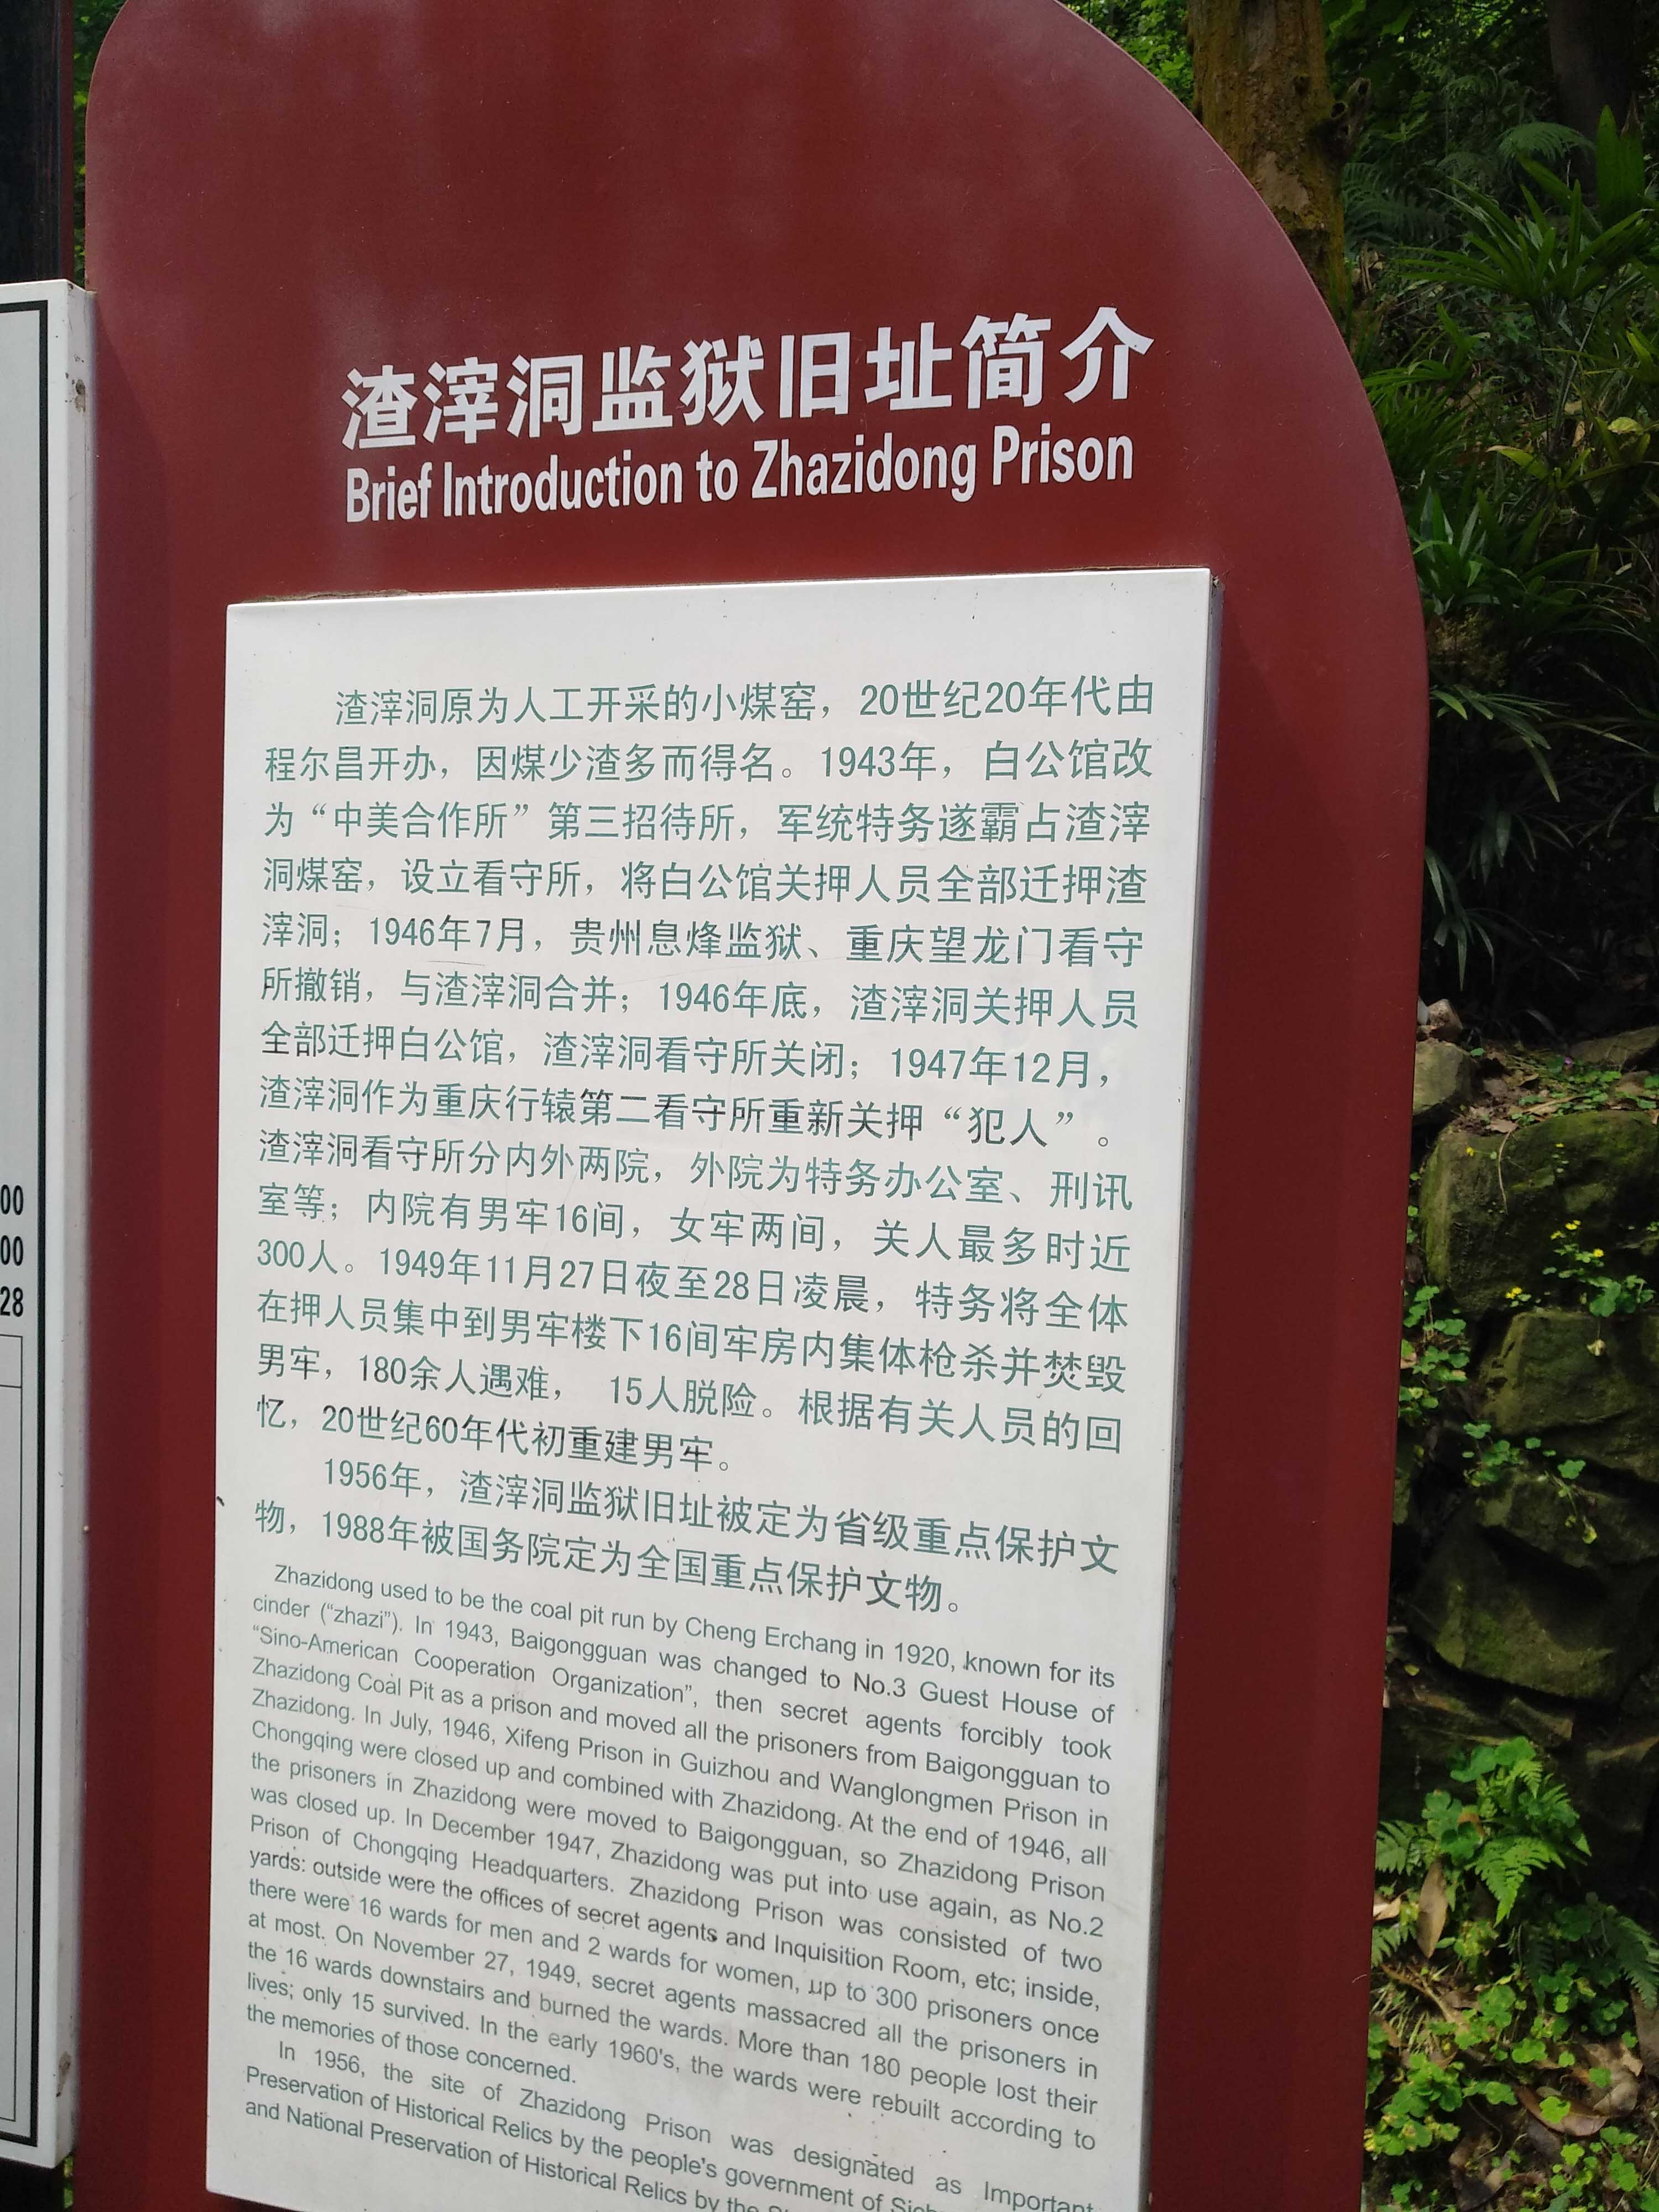 渣滓洞监狱旧址简介
Brief Introduction to Zhazidong Prison
渣滓洞原为人工开采的小煤窑，20世纪20年代由
程尔昌开办，因煤少渣多而得名。1943年，白公馆改
为“中美合作所”第三招待所，军统特务遂霸占渣滓
洞煤窑，设立看守所，将白公馆关押人员全部迁押渣
滓洞；1946年7月，贵州息烽监狱、重庆望龙门看守
所撤销，与渣滓洞合并；1946年底，渣滓洞关押人员
全部迁押白公馆，渣滓洞看守所关闭；1947年12月，
渣滓洞作为重庆行辕第二看守所重新关押“犯人”。
渣滓洞看守所分内外两院，外院为特务办公室、刑讯
室等；内院有男牢16间，女牢两间，关人最多时近
300人。1949年11月27日夜至28日凌晨，特务将全体
在押人员集中到男牢楼下16间牢房内集体枪杀并焚毁
男牢，180余人遇难， 15人脱险。根据有关人员的回
忆，20世纪60年代初重建男牢。
1956年，渣滓洞监狱旧址被定为省级重点保护文
物，1988年被国务院定为全国重点保护文物。
Zhazidong used to be the coal pit run by Cheng Erchang in 1920, known for its
cinder (“zhazi”). In 1943, Baigongguan was changed to No.3 Guest House of
“Sino-American Cooperation Organization”, then secret agents forcibly took
Zhazidong Coal Pit as a prison and moved all the prisoners from Baigongguan to
Zhazidong. In July, 1946, Xifeng Prison in Guizhou and Wanglongmen Prison in
Chongqing were closed up and combined with Zhazidong. At the end of 1946, all
the prisoners in Zhazidong were moved to Baigongguan, so Zhazidong Prison
was closed up. In December 1947, Zhazidong was put into use again, as No.2
Prison of Chongqing Headquarters. Zhazidong Prison was consisted of two
yards: outside were the offices of secret agents and Inquisition Room, etc; inside,
there were 16 wards for men and 2 wards for women, up to 300 prisoners once
at most. On November 27, 1949, secret agents massacred all the prisoners in
the 16 wards downstairs and burned the wards. More than 180 people lost their
lives; only 15 survived. In the early 1960's, the wards were rebuilt according to
the memories of those concerned.
In 1956, the site of Zhazidong Prison was designated as Important
Preservation of Historical Relics by the people's government of
and National Preservation of Historical Relics by the
00
00
28